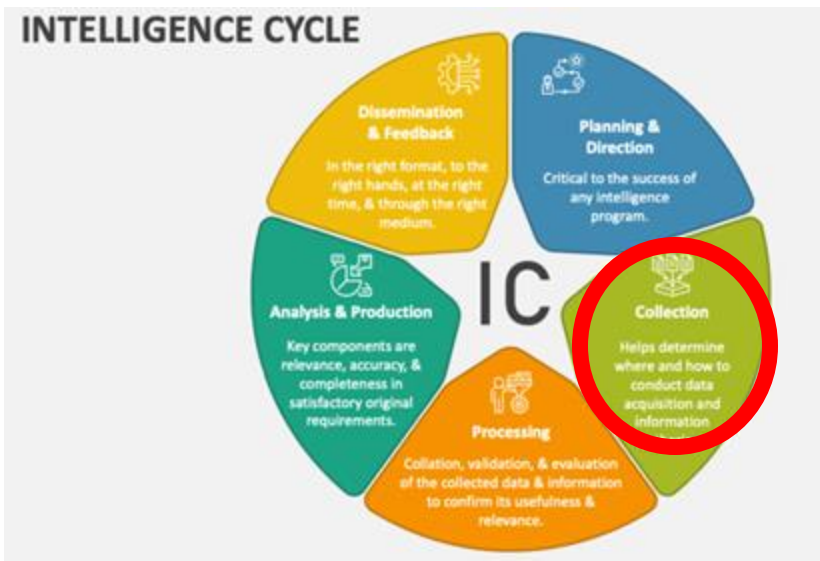 INTELLIGENCE CYCLE
Dissemination
& Feedback
In the right format, to the
right hands, at the right
time, & through the right
medium.
Planning &
Direction
Critical to the success of
any intelligence
program.
Analysis & Production
Key components are
relevance, accuracy, &
completeness in
satisfactory original
requirements.
IC
Collection
Helps determine
where and how to
conduct data
acquisition and
information
Processing
Collation, validation, & evaluation
of the collected data & information
to confirm its usefulness &
relevance.